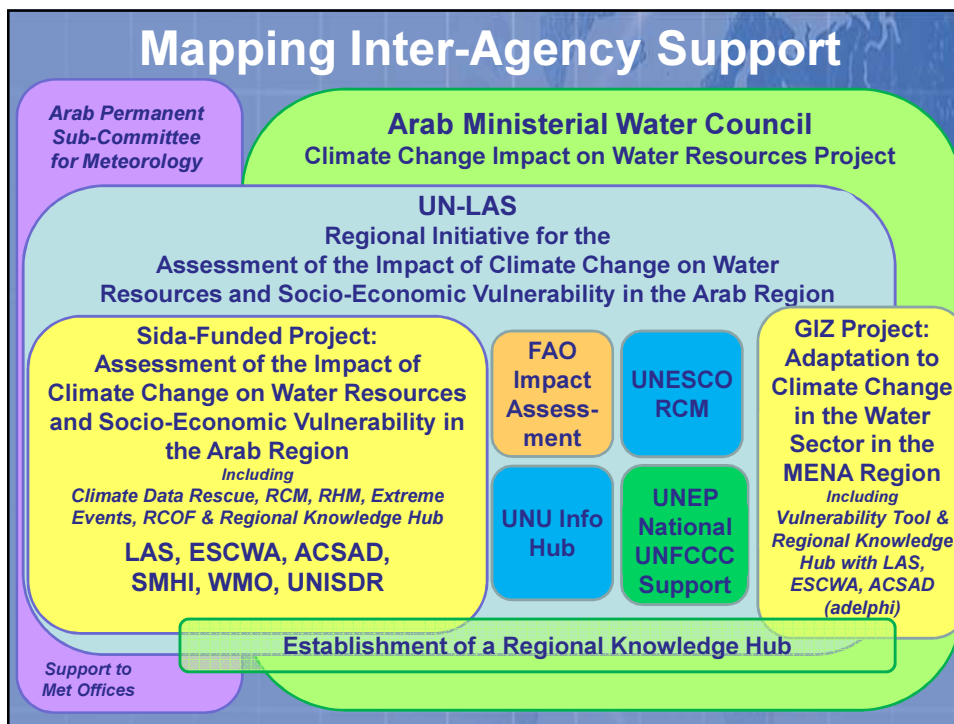 Mapping Inter-Agency Support
Arab Permanent
Sub-Committee
for Meteorology
Arab Ministerial Water Council
Climate Change Impact on Water Resources Project
UN-LAS
Regional Initiative for the
Assessment of the Impact of Climate Change on Water
Resources and Socio-Economic Vulnerability in the Arab Region
Sida-Funded Project:
Assessment of the Impact of
Climate Change on Water Resources
and Socio-Economic Vulnerability in
the Arab Region
Including
Climate Data Rescue, RCM, RHM, Extreme
Events, RCOF & Regional Knowledge Hub
LAS, ESCWA, ACSAD,
SMHI, WMO, UNISDR
FAO
Impact
Assess-
ment
UNESCO
RCM
UNU Info
Hub
UNEP
National
UNFCCC
Support
GIZ Project:
Adaptation to
Climate Change
in the Water
Sector in the
MENA Region
Including
Vulnerability Tool &
Regional Knowledge
Hub with LAS,
ESCWA, ACSAD
(adelphi)
Establishment of a Regional Knowledge Hub
Support to
Met Offices